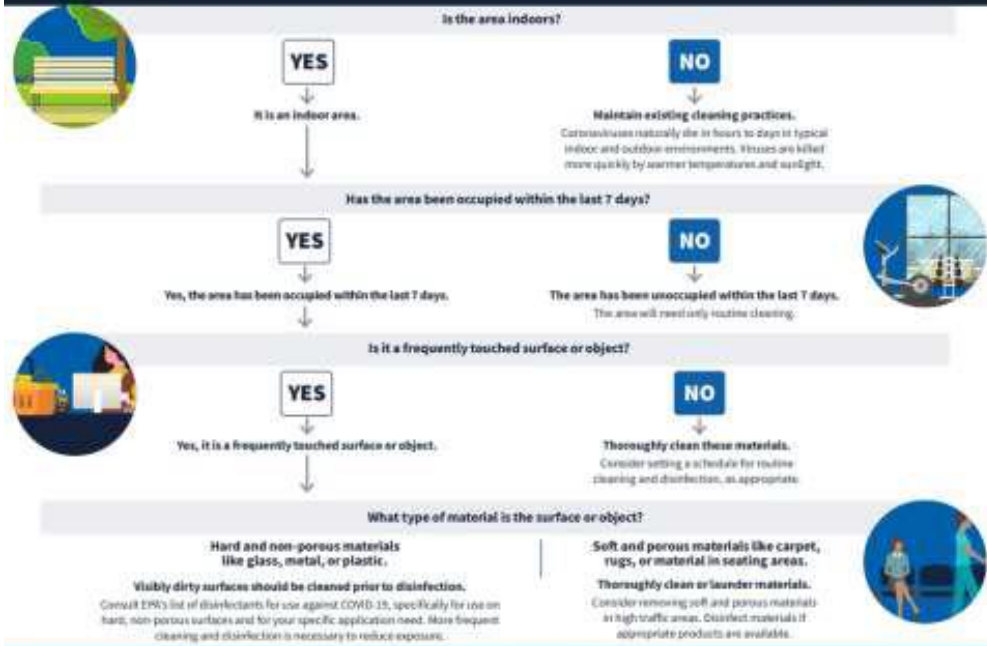 Is the area indoors?
YES
NO
It is an indoor area.
Maintain existing cleaning practices.
Coronaviruses naturally die in hours to days in typical
indoor and outdoor environments. Viruses are killed
more quickly by warmer temperatures and sunlight.
Has the area been occupied within the last 7 days?
YES
NO
Yes, the area has been occupied within the last 7 days.
The area has been unoccupied within the last 7 days.
The area will need only routine cleaning.
Is it a frequently touched surface or object?
YES
NO
Yes, it is a frequently touched surface or object.
Thoroughly clean these materials.
Consider setting a schedule for routine
cleaning and disinfection, as appropriate.
What type of material is the surface or object?
Hard and non-porous materials
like glass, metal, or plastic.
Visibly dirty surfaces should be cleaned prior to disinfection.
Consult EPA's list of disinfectants for use against COVID-19, specifically for use on
hard, non-porous surfaces and for your specific application need. More frequent
cleaning and disinfection is necessary to reduce exposure.
Soft and porous materials like carpet,
rugs, or material in seating areas.
Thoroughly clean or launder materials.
Consider removing soft and porous materials
in high traffic areas. Disinfect materials if
appropriate products are available.